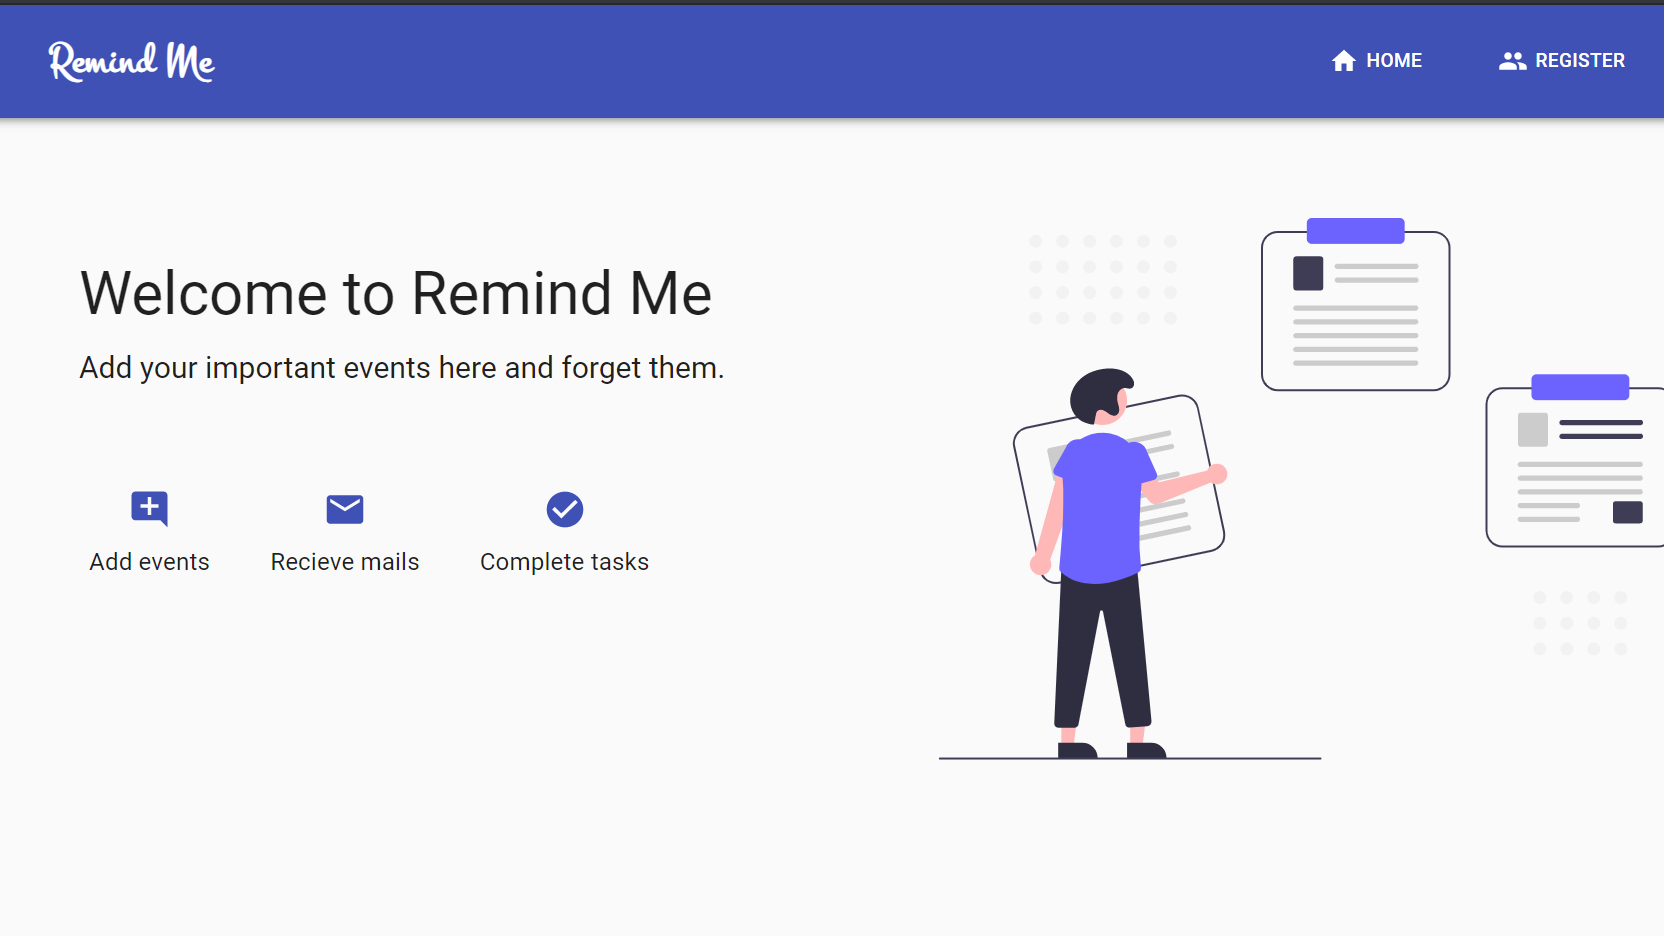 Remind Me
HOME
REGISTER
Welcome to Remind Me
Add your important events here and forget them.
Add events
Recieve mails
Complete tasks